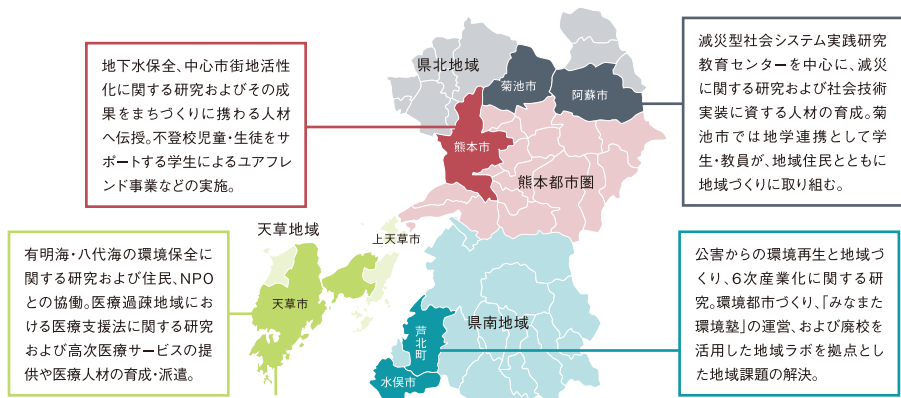 地下水保全、中心市街地活性
化に関する研究およびその成
果をまちづくりに携わる人材
へ伝授。不登校児童・生徒をサ
ポートする学生によるユアフレ
ンド事業などの実施。
県北地域
菊池市
阿蘇市
熊本市
熊本都市圏
減災型社会システム実践研究
教育センターを中心に、減災
に関する研究および社会技術
実装に資する人材の育成。菊
池市では地学連携として学
生・教員が、地域住民とともに
地域づくりに取り組む。
天草地域
上天草市
天草市
有明海・八代海の環境保全に
関する研究および住民、NPO
との協働。医療過疎地域にお
ける医療支援法に関する研究
および高次医療サービスの提
供や医療人材の育成・派遣。
県南地域
芦北町
水俣市
公害からの環境再生と地域づ
くり、6次産業化に関する研
究。環境都市づくり、「みなまた
環境塾」の運営、および廃校を
活用した地域ラボを拠点とし
た地域課題の解決。